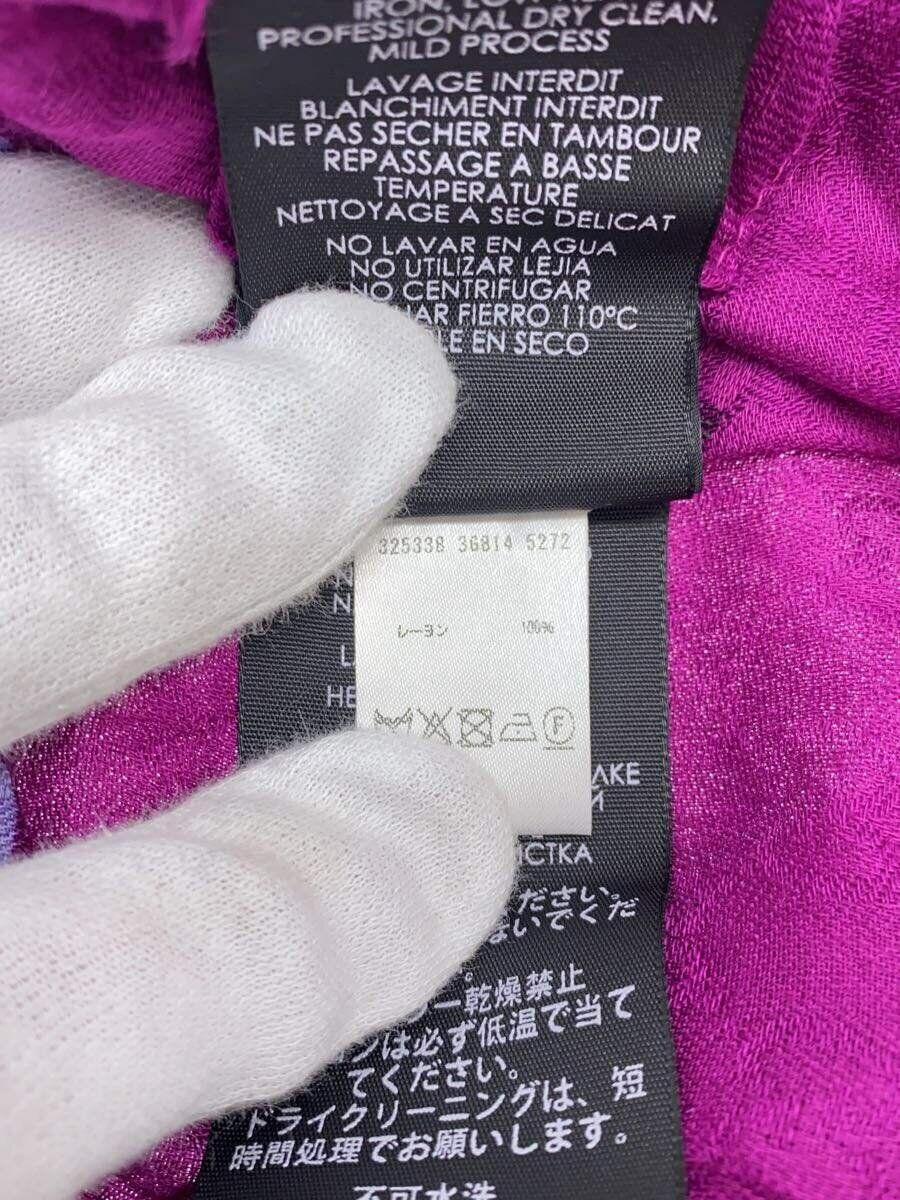 IRON, LOW
PROFESSIONAL DRY CLEAN,
MILD PROCESS
LAVAGE INTERDIT
BLANCHIMENT INTERDIT
NE PAS SÉCHER EN TAMBOUR
REPASSAGE A BASSE
TEMPERATURE
NETTOYAGE A SEC DELICAT
NO LAVAR EN AGUA
NO UTILIZAR LEJIA
NO CENTRIFUGAR
FIERRO 110°C
EN SECO
325338 36814 5272
レーヨン 100%
F
ください。
ないでくだ
乾燥禁止
は必ず低温で当て
てください。
ドライクリーニングは、短
時間処理でお願いします。
不可水洗